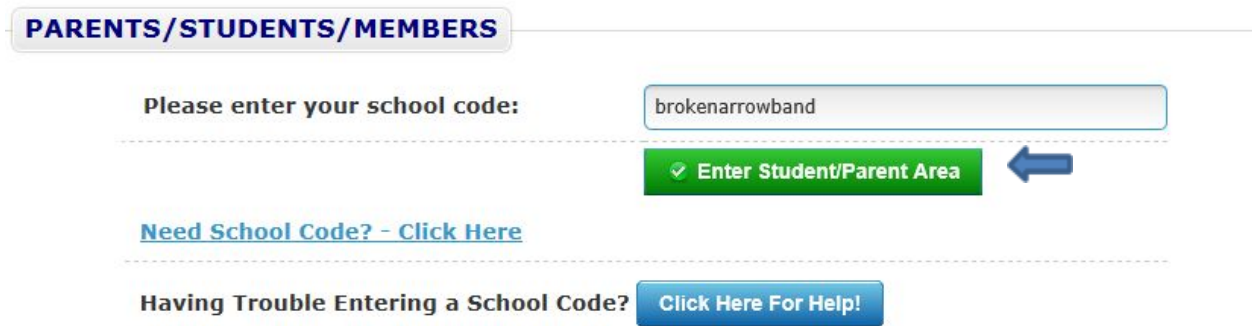 PARENTS/STUDENTS/MEMBERS
Please enter your school code: brokenarrowband
Enter Student/Parent Area
Need School Code? - Click Here
Having Trouble Entering a School Code? Click Here For Help!